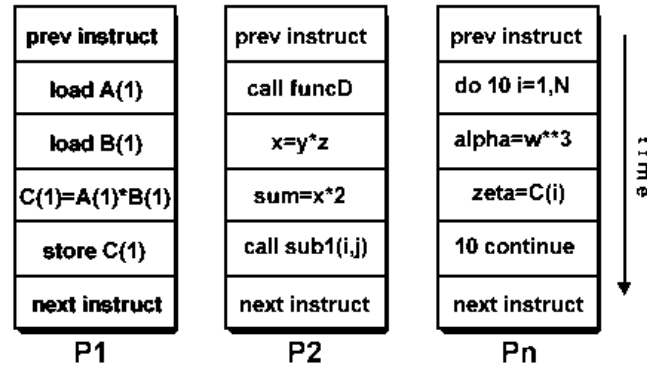 prev instruct
load A(1)
load B(1)
C(1)=A(1)*B(1)
store C(1)
next instruct
P1
prev instruct
call funcD
x=y*z
sum=x*2
call sub1(i,j)
next instruct
P2
prev instruct
do 10 i=1,N
alpha=w**3
zeta=C(i)
10 continue
next instruct
Pn
time